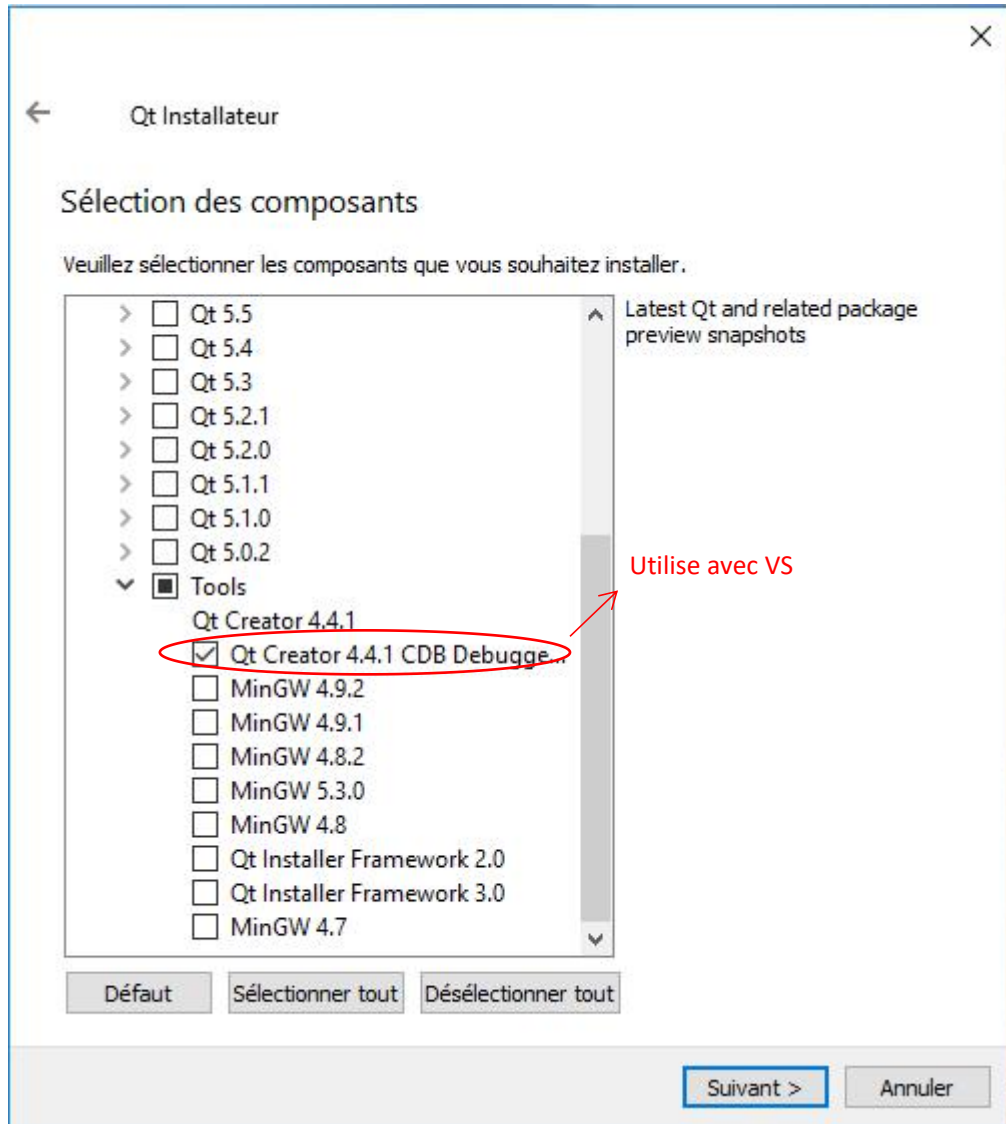 Qt Installateur
Sélection des composants
Veuillez sélectionner les composants que vous souhaitez installer.
Qt 5.5
Latest Qt and related package
preview snapshots
Qt 5.4
Qt 5.3
Qt 5.2.1
Qt 5.2.0
Qt 5.1.1
Qt 5.1.0
Qt 5.0.2
Utilise avec VS
Tools
Qt Creator 4.4.1
Qt Creator 4.4.1 CDB Debugge...
MinGW 4.9.2
MinGW 4.9.1
MinGW 4.8.2
MinGW 5.3.0
MinGW 4.8
Qt Installer Framework 2.0
Qt Installer Framework 3.0
MinGW 4.7
Défaut
Sélectionner tout
Désélectionner tout
Suivant >
Annuler